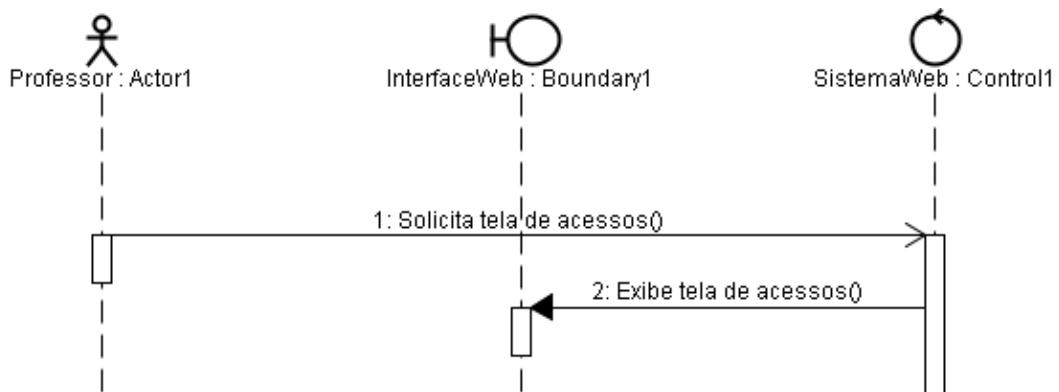 Professor : Actor1
InterfaceWeb : Boundary1
SistemaWeb : Control1
1: Solicita tela de acessos()
2: Exibe tela de acessos()